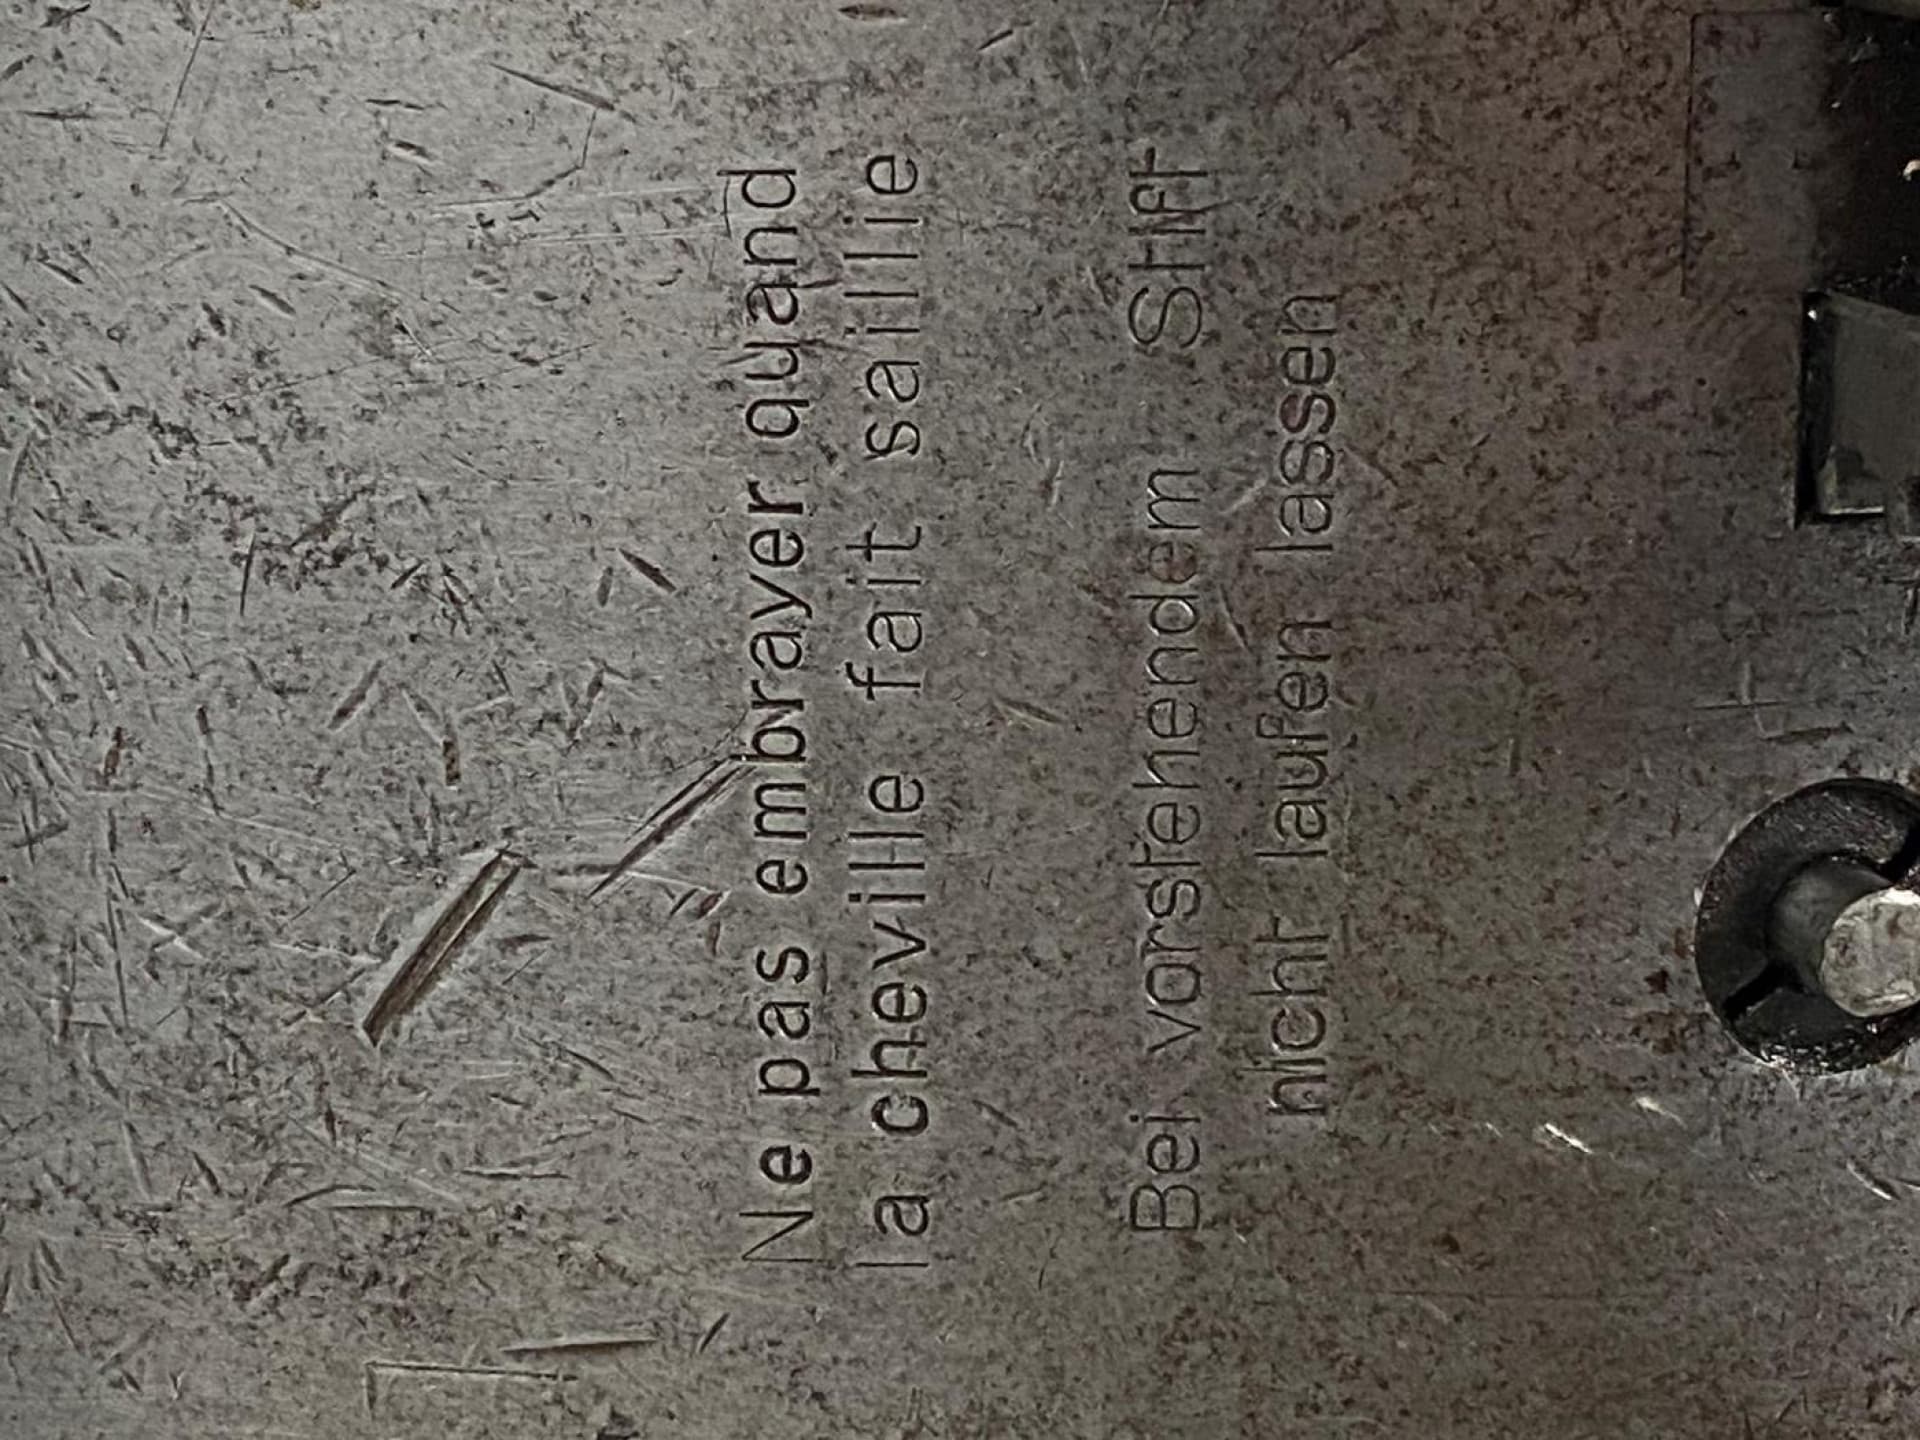 Ne pas embrayer quand
la cheville fait saillie
Bei vorstehendem Stift
nicht laufen lassen